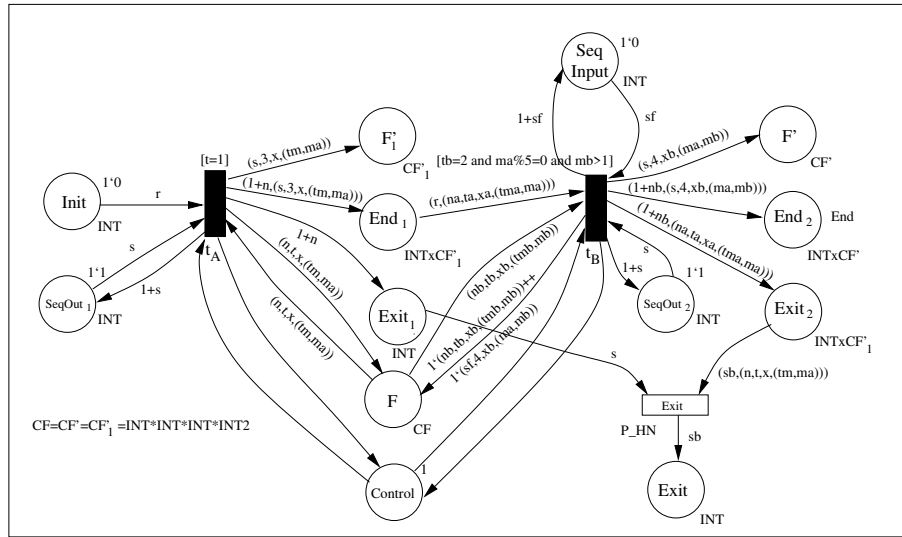 1‘0
Seq
Input
INT
1+sf
sf
[t=1]
(s,3,x,(tm,ma))
F'1
CF'1
[tb=2 and ma%5=0 and mb>1]
(s,4,xb,(ma,mb))
F'
CF'
Init
1‘0
INT
r
(1+n,(s,3,x,(tm,ma)))
End 1
INTxCF'1
(r,(na,ta,xa,(tma,ma)))
(1+nb,(s,4,xb,(ma,mb)))
End 2
End
INTxCF'
tA
tB
s
1+s
1‘1
SeqOut 1
INT
1+n
(n,t,x,(tm,ma))
(n,t,x,(tm,ma))
(nb,tb,xb,(tmb,mb))
1‘(nb,tb,xb,(tmb,mb))++
1‘(sf,4,xb,(ma,mb))
(1+nb,(na,ta,xa,(tma,ma)))
s
1+s
1‘1
SeqOut 2
INT
Exit 1
INT
Exit 2
INTxCF'1
s
(sb,(n,t,x,(tm,ma)))
F
CF
CF=CF'=CF'1 =INT*INT*INT*INT2
Exit
P_HN
sb
Control
1
Exit
INT